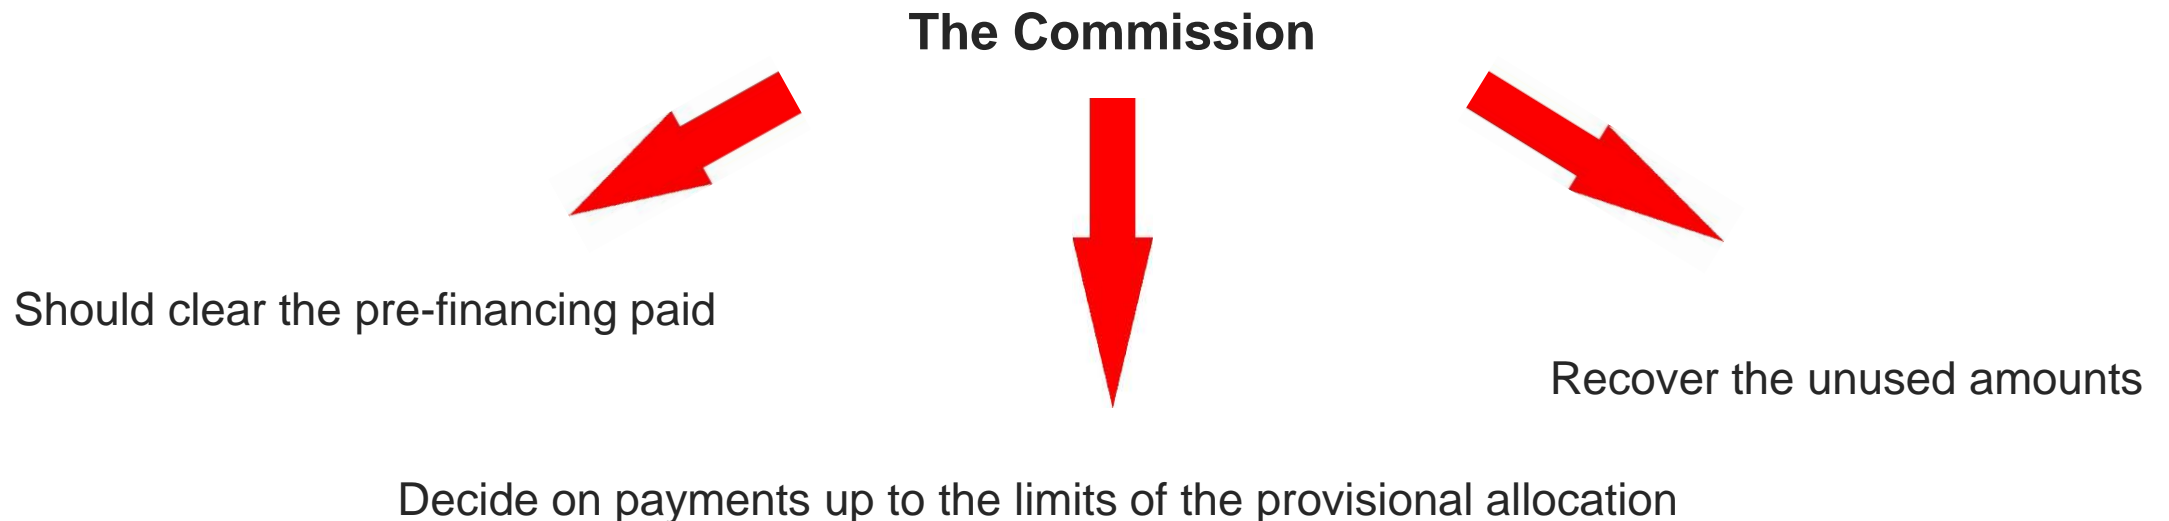 The Commission
Should clear the pre-financing paid
Recover the unused amounts
Decide on payments up to the limits of the provisional allocation